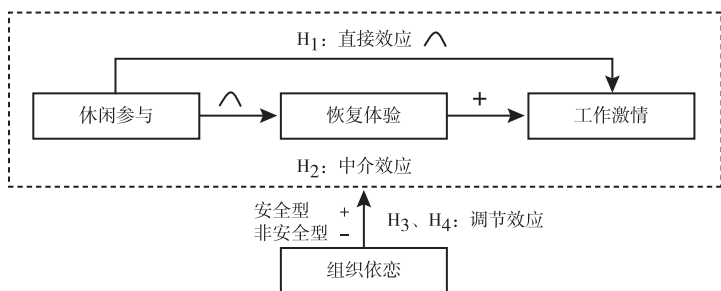 H1：直接效应
休闲参与
恢复体验
+
工作激情
H2：中介效应
安全型 +
非安全型 −
H3、H4：调节效应
组织依恋